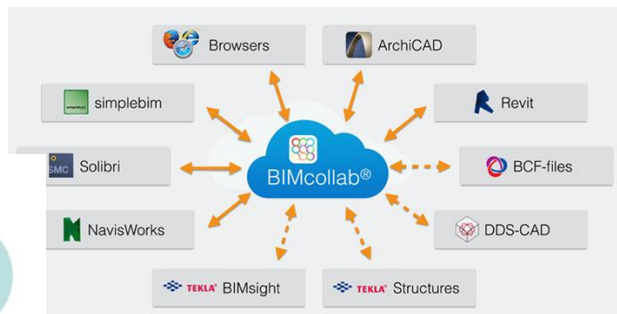 Browsers
ArchiCAD
simplebim
Revit
BIMcollab®
SMC Solibri
BCF-files
NavisWorks
DDS-CAD
TEKLA® BIMsight
TEKLA® Structures